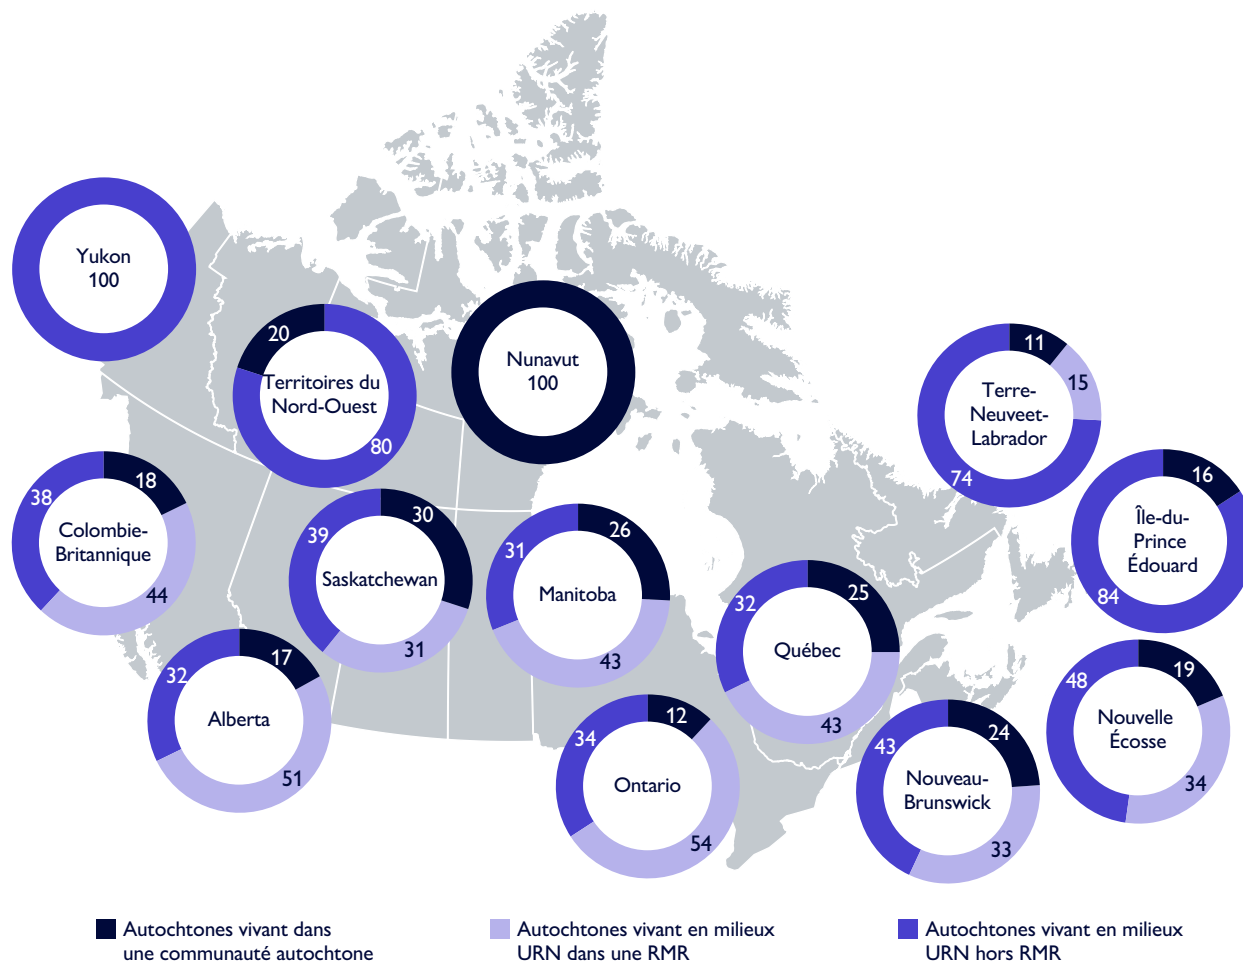 Yukon
100
20
Territoires du
Nord-Ouest
80
Nunavut
100
11
15
Terre-
Neuveet-
Labrador
74
16
Île-du-
Prince
Édouard
84
38
18
Colombie-
Britannique
44
39
30
Saskatchewan
31
31
26
Manitoba
43
32
25
Québec
43
32
17
Alberta
51
34
12
Ontario
54
43
24
Nouveau-
Brunswick
33
48
19
Nouvelle
Écosse
34
Autochtones vivant dans
une communauté autochtone
Autochtones vivant en milieux
URN dans une RMR
Autochtones vivant en milieux
URN hors RMR